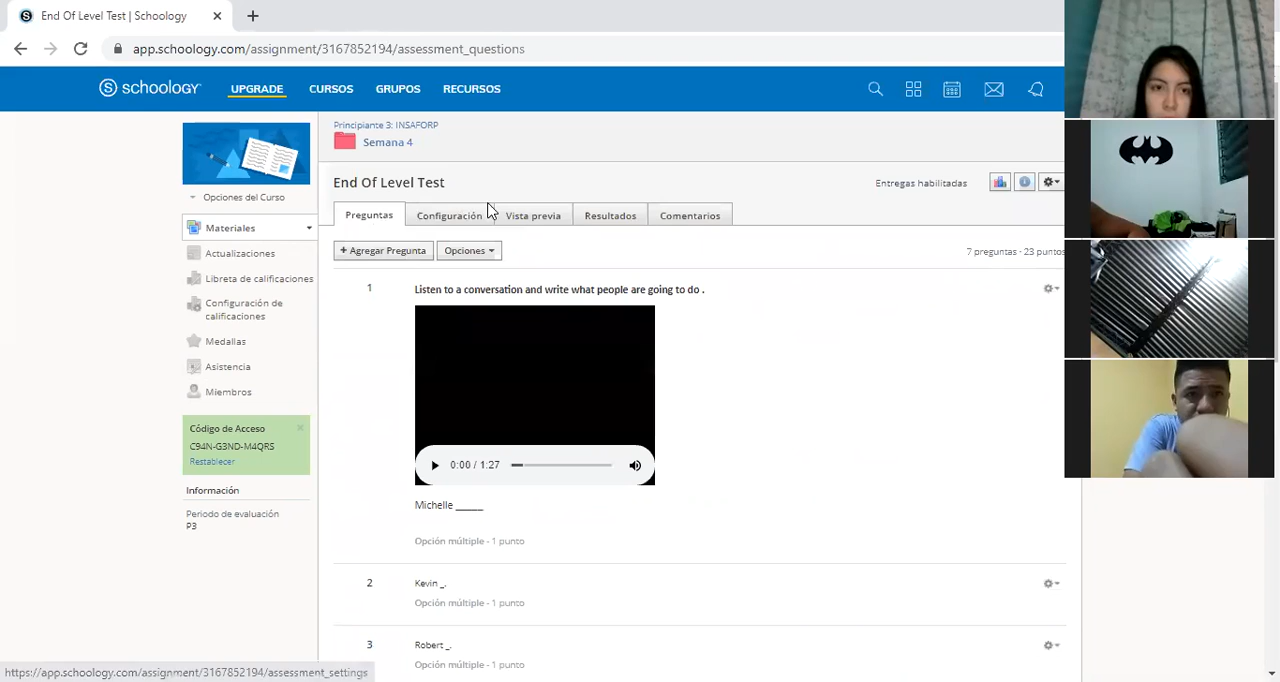 End Of Level Test | Schoology
app.schoology.com/assignment/3167852194/assessment_questions
schoology
UPGRADE
CURSOS
GRUPOS
RECURSOS
Opciones del Curso
Materiales
Actualizaciones
Libreta de calificaciones
Configuración de
calificaciones
Medallas
Asistencia
Miembros
Código de Acceso
C94N-G3ND-M4QRS
Restablecer
Información
Periodo de evaluación
P3
Principiante 3: INSAFORP
Semana 4
End Of Level Test
Entregas habilitadas
Preguntas
Configuración
Vista previa
Resultados
Comentarios
+ Agregar Pregunta
Opciones
7 preguntas - 23 puntos
1
Listen to a conversation and write what people are going to do .
0:00 / 1:27
Michelle ______
Opción múltiple - 1 punto
2
Kevin _.
Opción múltiple - 1 punto
3
Robert _.
Opción múltiple - 1 punto
https://app.schoology.com/assignment/3167852194/assessment_settings